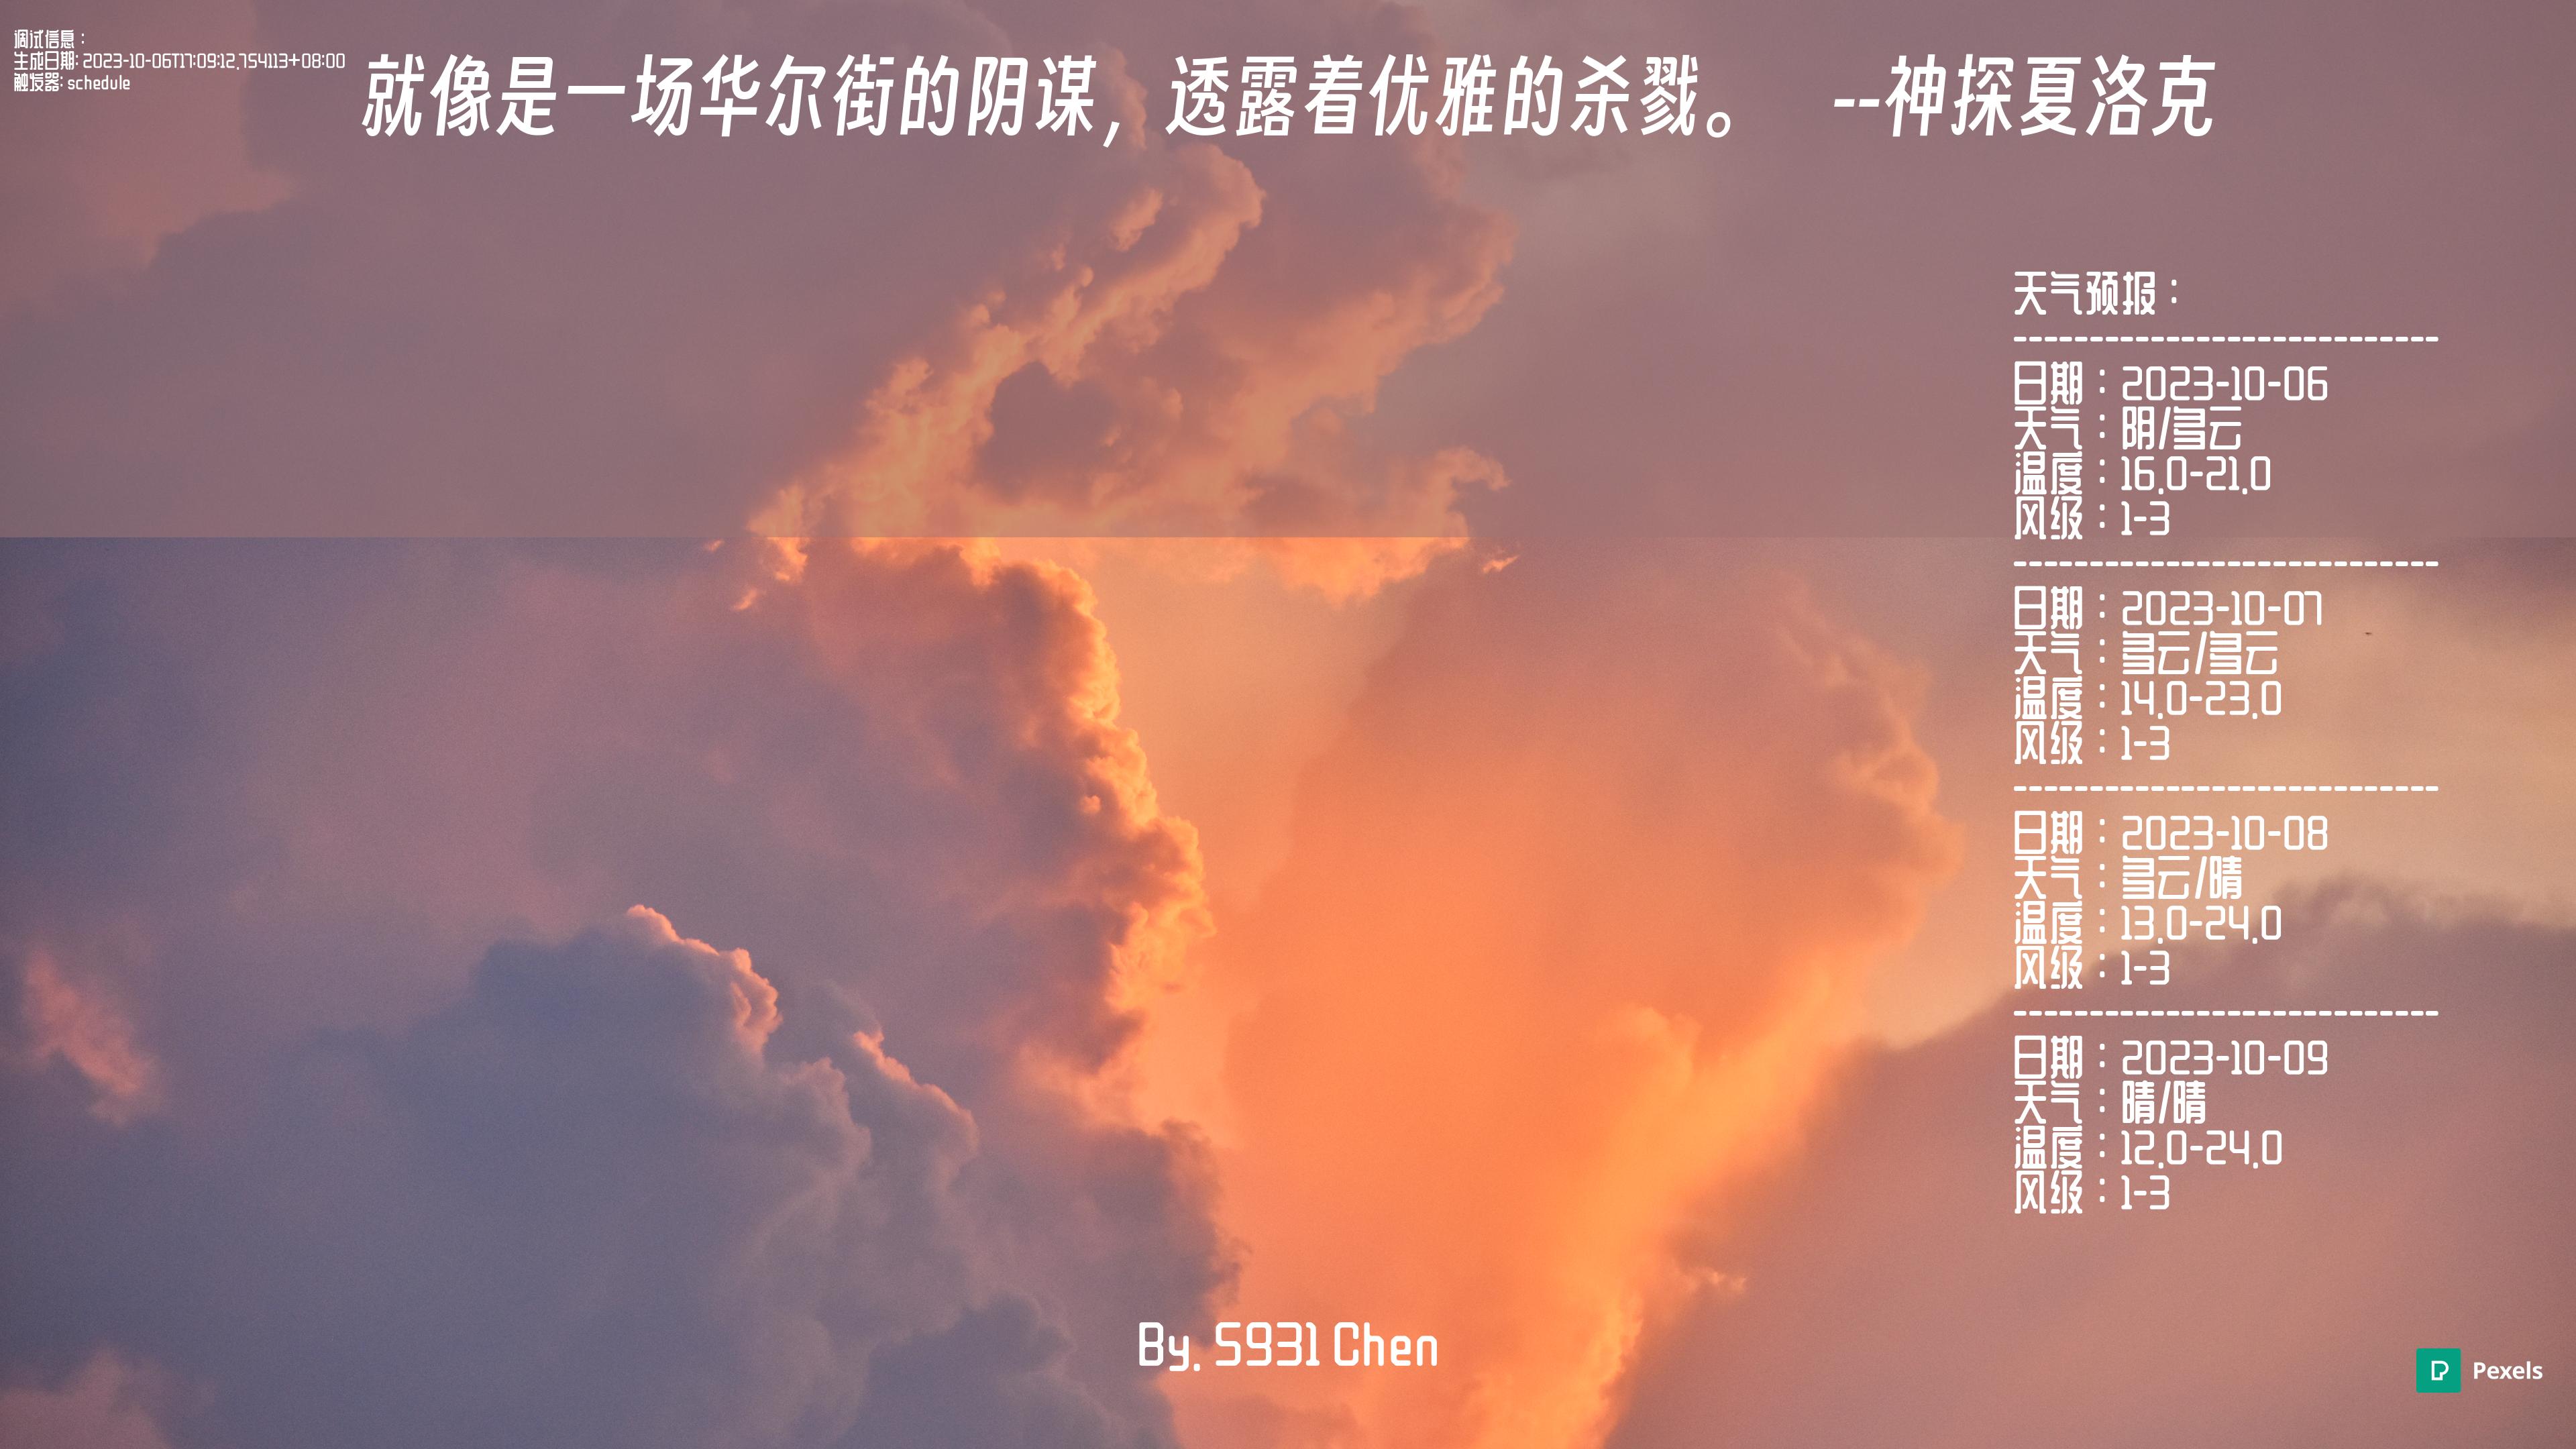 调试信息：
生成日期: 2023-10-06T17:09:12.754113+08:00
触发器: schedule
就像是一场华尔街的阴谋，透露着优雅的杀戮。 --神探夏洛克
天气预报：
----------------------------
日期：2023-10-06
天气：阴/多云
温度：16.0-21.0
风级：1-3
----------------------------
日期：2023-10-07
天气：多云/多云
温度：14.0-23.0
风级：1-3
----------------------------
日期：2023-10-08
天气：多云/晴
温度：13.0-24.0
风级：1-3
----------------------------
日期：2023-10-09
天气：晴/晴
温度：12.0-24.0
风级：1-3
By. S931 Chen
Pexels